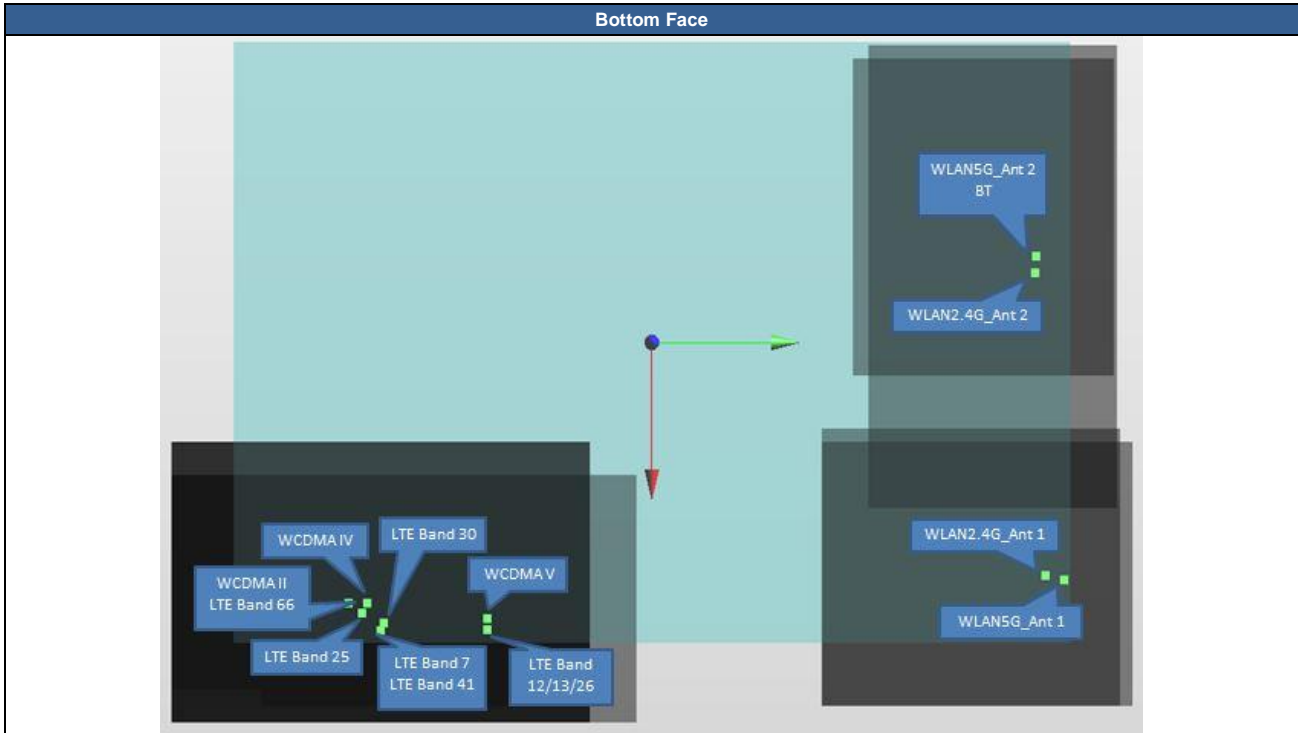 Bottom Face
WLAN5G_Ant 2
BT
WLAN2.4G_Ant 2
WCDMA IV
LTE Band 30
WCDMA II
LTE Band 66
WCDMA V
LTE Band 25
LTE Band 7
LTE Band 41
LTE Band
12/13/26
WLAN2.4G_Ant 1
WLAN5G_Ant 1